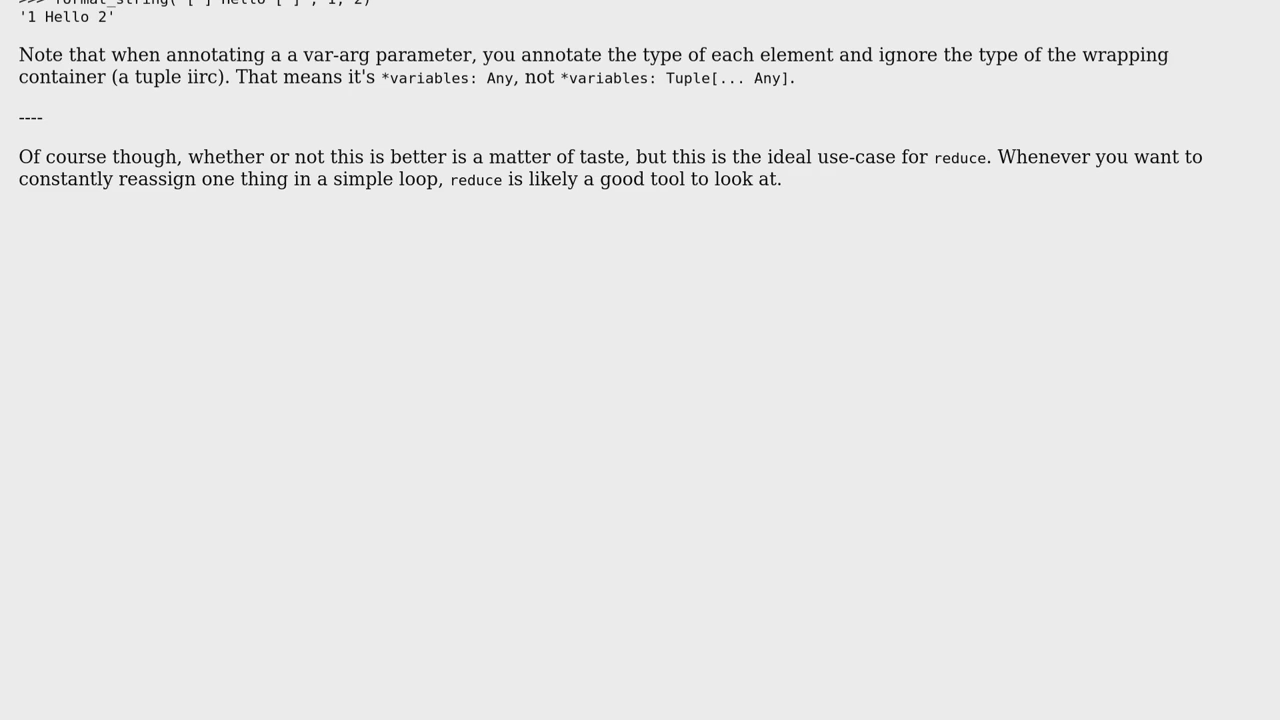 >>> format_string("[*] Hello [*]", 1, 2)
'1 Hello 2'
Note that when annotating a a var-arg parameter, you annotate the type of each element and ignore the type of the wrapping
container (a tuple iirc). That means it's *variables: Any, not *variables: Tuple[... Any].
----
Of course though, whether or not this is better is a matter of taste, but this is the ideal use-case for reduce. Whenever you want to
constantly reassign one thing in a simple loop, reduce is likely a good tool to look at.